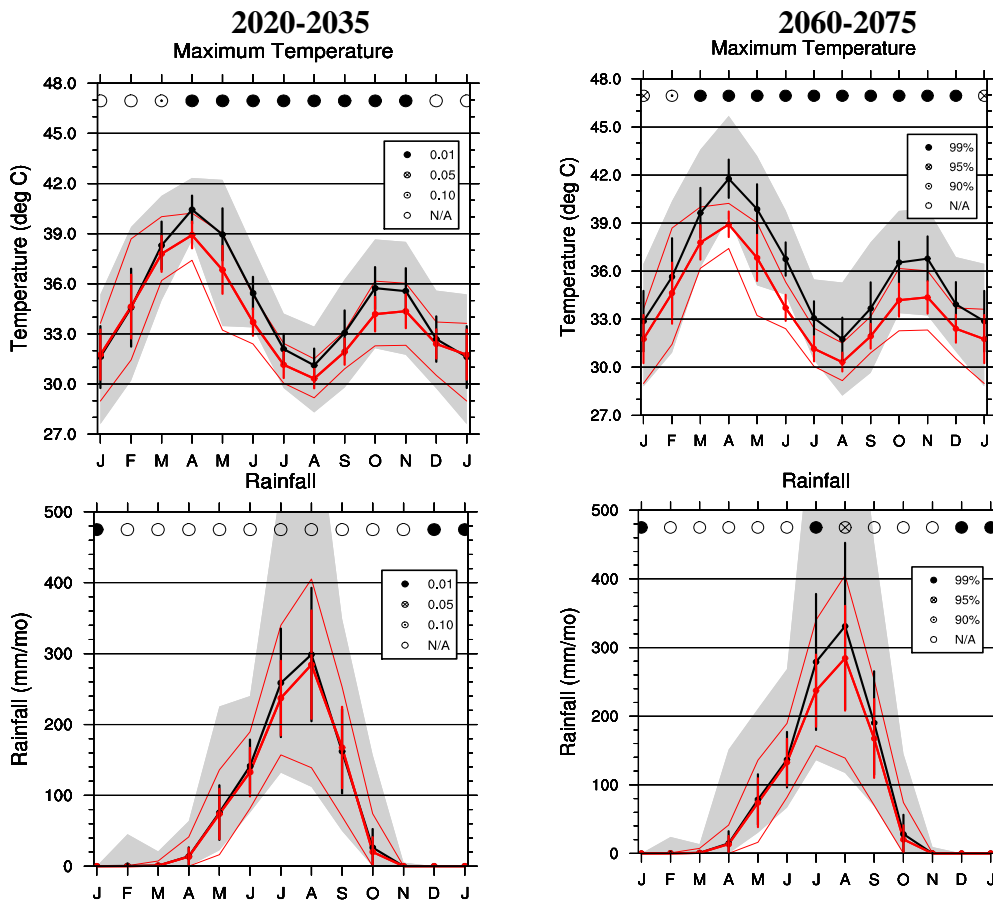 2020-2035
Maximum Temperature
48.0
45.0
42.0
39.0
36.0
33.0
30.0
27.0
Temperature (deg C)
0.01
0.05
0.10
N/A
J F M A M J J A S O N D J
2060-2075
Maximum Temperature
48.0
45.0
42.0
39.0
36.0
33.0
30.0
27.0
Temperature (deg C)
99%
95%
90%
N/A
J F M A M J J A S O N D J
Rainfall
500
400
300
200
100
0
Rainfall (mm/mo)
0.01
0.05
0.10
N/A
J F M A M J J A S O N D J
Rainfall
500
400
300
200
100
0
Rainfall (mm/mo)
99%
95%
90%
N/A
J F M A M J J A S O N D J